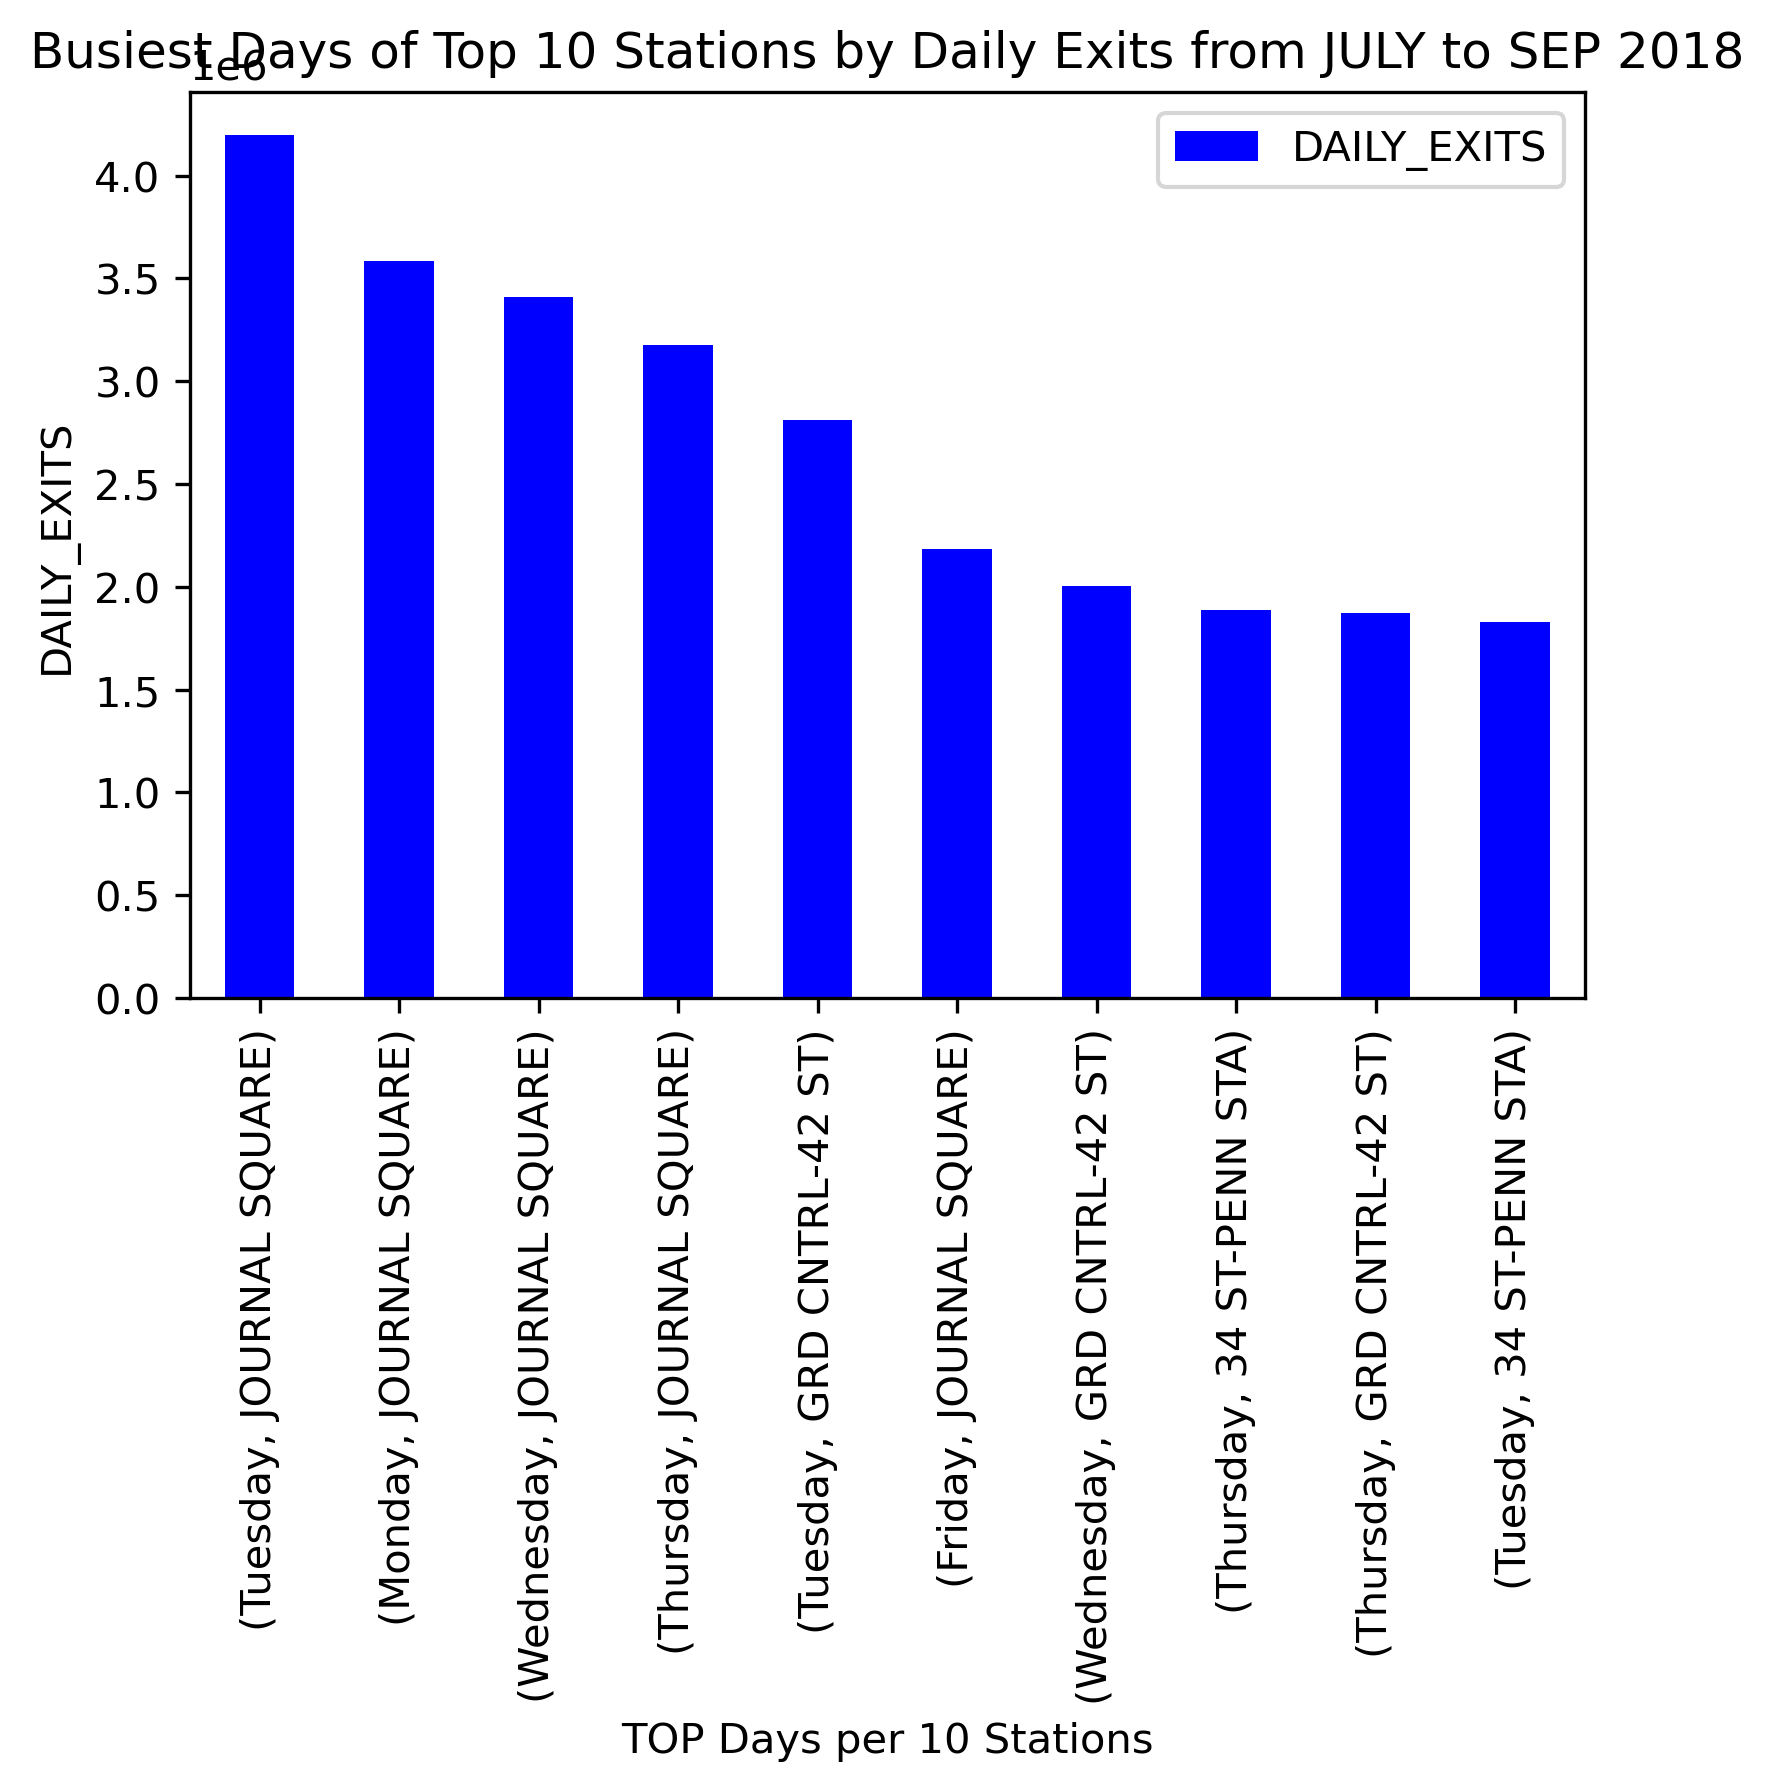 Busiest Days of Top 10 Stations by Daily Exits from JULY to SEP 2018
1e6
DAILY_EXITS
4.0
3.5
3.0
2.5
2.0
1.5
1.0
0.5
0.0
DAILY_EXITS
(Tuesday, JOURNAL SQUARE)
(Monday, JOURNAL SQUARE)
(Wednesday, JOURNAL SQUARE)
(Thursday, JOURNAL SQUARE)
(Tuesday, GRD CNTRL-42 ST)
(Friday, JOURNAL SQUARE)
(Wednesday, GRD CNTRL-42 ST)
(Thursday, 34 ST-PENN STA)
(Thursday, GRD CNTRL-42 ST)
(Tuesday, 34 ST-PENN STA)
TOP Days per 10 Stations